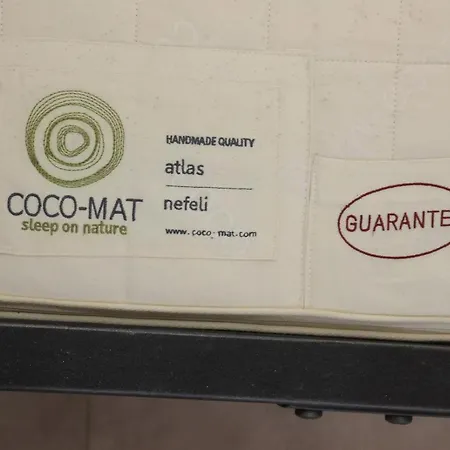 HANDMADE QUALITY
atlas
nefeli
www.coco-mat.com
COCO-MAT
sleep on nature
GUARANTE